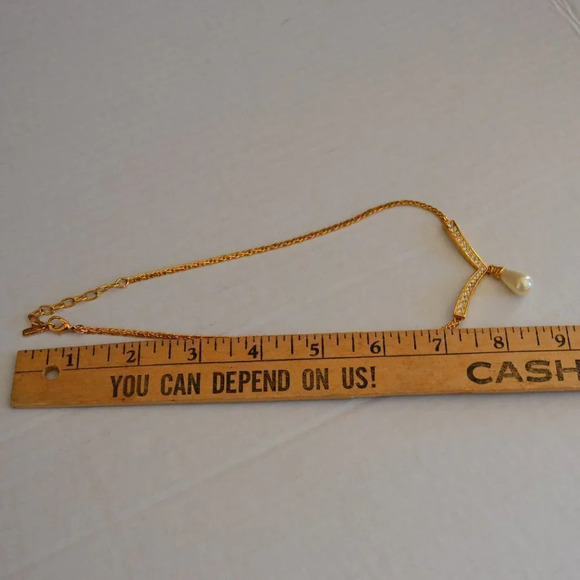 1 2 3 4 5 6 7 8 9
YOU CAN DEPEND ON US! CASH